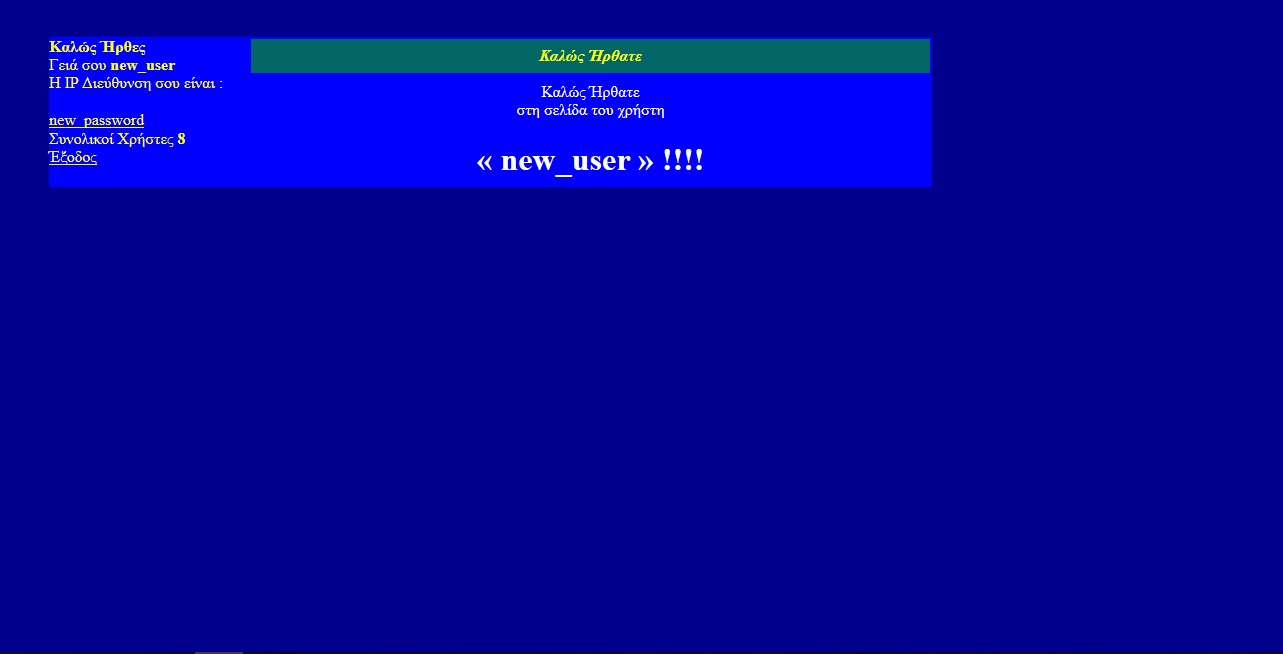 Καλώς Ήρθες
Γειά σου new_user
Η IP Διεύθυνση σου είναι :
new_password
Συνολικοί Χρήστες 8
Έξοδος
Καλώς Ήρθατε
Καλώς Ήρθατε
στη σελίδα του χρήστη
« new_user » !!!!